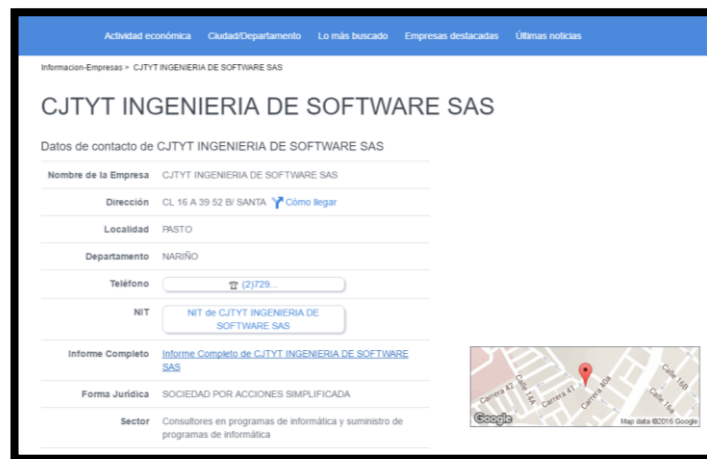 Actividad económica Ciudad/Departamento Lo más buscado Empresas destacadas Últimas noticias
Informacion-Empresas > CJTYT INGENIERIA DE SOFTWARE SAS
CJTYT INGENIERIA DE SOFTWARE SAS
Datos de contacto de CJTYT INGENIERIA DE SOFTWARE SAS
Nombre de la Empresa CJTYT INGENIERIA DE SOFTWARE SAS
Dirección CL 16 A 39 52 B/ SANTA Cómo llegar
Localidad PASTO
Departamento NARIÑO
Teléfono (2)729...
NIT NIT de CJTYT INGENIERIA DE
SOFTWARE SAS
Informe Completo Informe Completo de CJTYT INGENIERIA DE SOFTWARE
SAS
Forma Jurídica SOCIEDAD POR ACCIONES SIMPLIFICADA
Sector Consultores en programas de informática y suministro de
programas de informática
Carrera 42
Calle 14A
Carrera 41
Carrera 40a
Calle 16a
Calle 16B
Google
Map data ©2016 Google